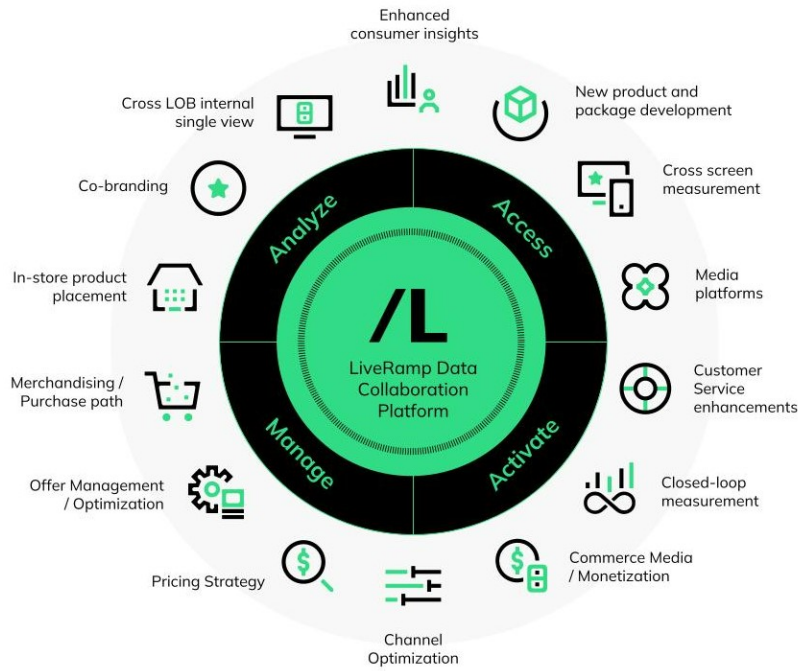 Enhanced
consumer insights
New product and
package development
Cross screen
measurement
Media
platforms
Customer
Service
enhancements
Closed-loop
measurement
Commerce Media
/ Monetization
Channel
Optimization
Pricing Strategy
Offer Management
/ Optimization
Merchandising /
Purchase path
In-store product
placement
Co-branding
Cross LOB internal
single view
Analyze
Access
Activate
Manage
/L
LiveRamp Data
Collaboration
Platform